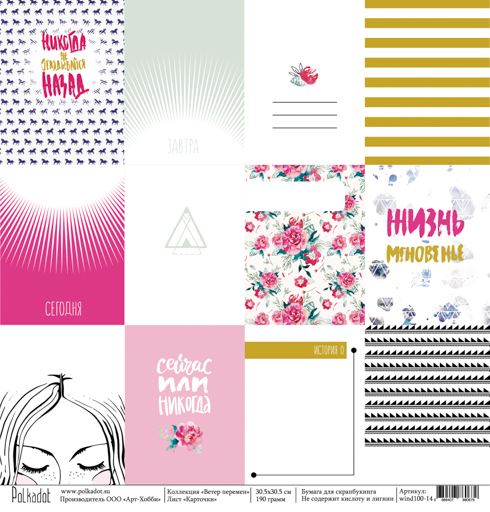 НИКОГДА
НЕ
ОГЛЯДЫВАЙСЯ
НАЗАД
ЗАВТРА
СЕГОДНЯ
ЖИЗНЬ
МГНОВЕНЬЕ
сейчас
или
никогда
ИСТОРИЯ О
Polkadot
www.polkadot.su
Производитель ООО «Арт-Хобби»
Коллекция «Ветер перемен»
Лист «Карточки»
30.5х30.5 см
190 грамм
Бумага для скрапбукинга
Не содержит кислоту и лигнин
Артикул:
wind100-14